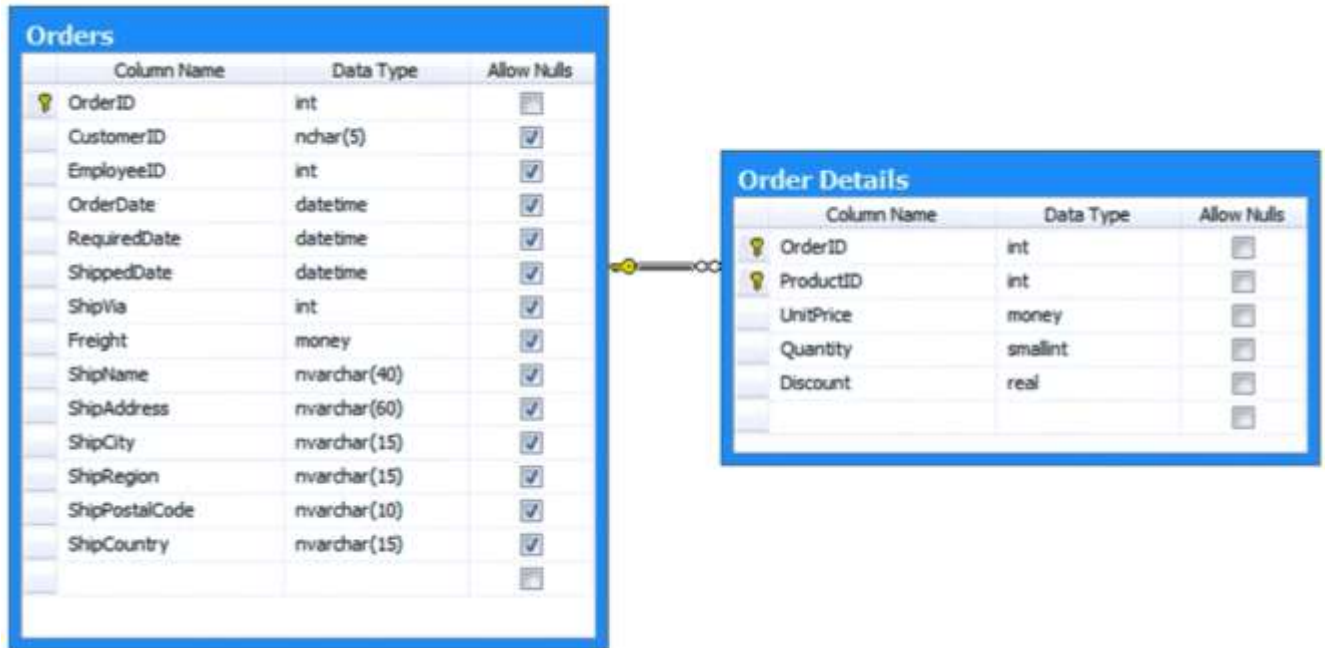 Orders
Column Name Data Type Allow Nulls
OrderID int
CustomerID nchar(5)
EmployeeID int
OrderDate datetime
RequiredDate datetime
ShippedDate datetime
ShipVia int
Freight money
ShipName nvarchar(40)
ShipAddress nvarchar(60)
ShipCity nvarchar(15)
ShipRegion nvarchar(15)
ShipPostalCode nvarchar(10)
ShipCountry nvarchar(15)
Order Details
Column Name Data Type Allow Nulls
OrderID int
ProductID int
UnitPrice money
Quantity smallint
Discount real